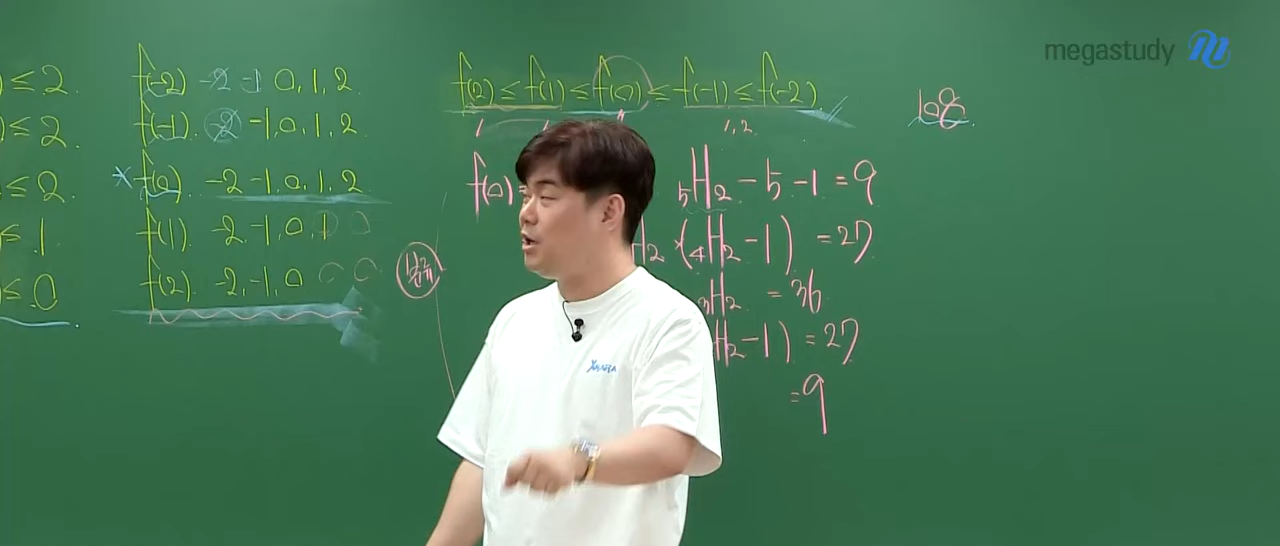 megastudy
≤2.
≤2
≤2
≤1.
≤0
f(-2) -2 -1 0, 1, 2
f(-1). -2 -1, 0, 1, 2
* f(0) -2 -1, 0, 1, 2
f(1). -2. -1, 0, 1
f(2). -2, -1, 0
f(2) ≤ f(1) ≤ f(0) ≤ f(-1) ≤ f(-2)
1, 2.
108
f(0)=
5H2 - 5 - 1 = 9
H2 × (4H2 - 1) = 27
3H2 = 36
H2 - 1) = 27
= 9